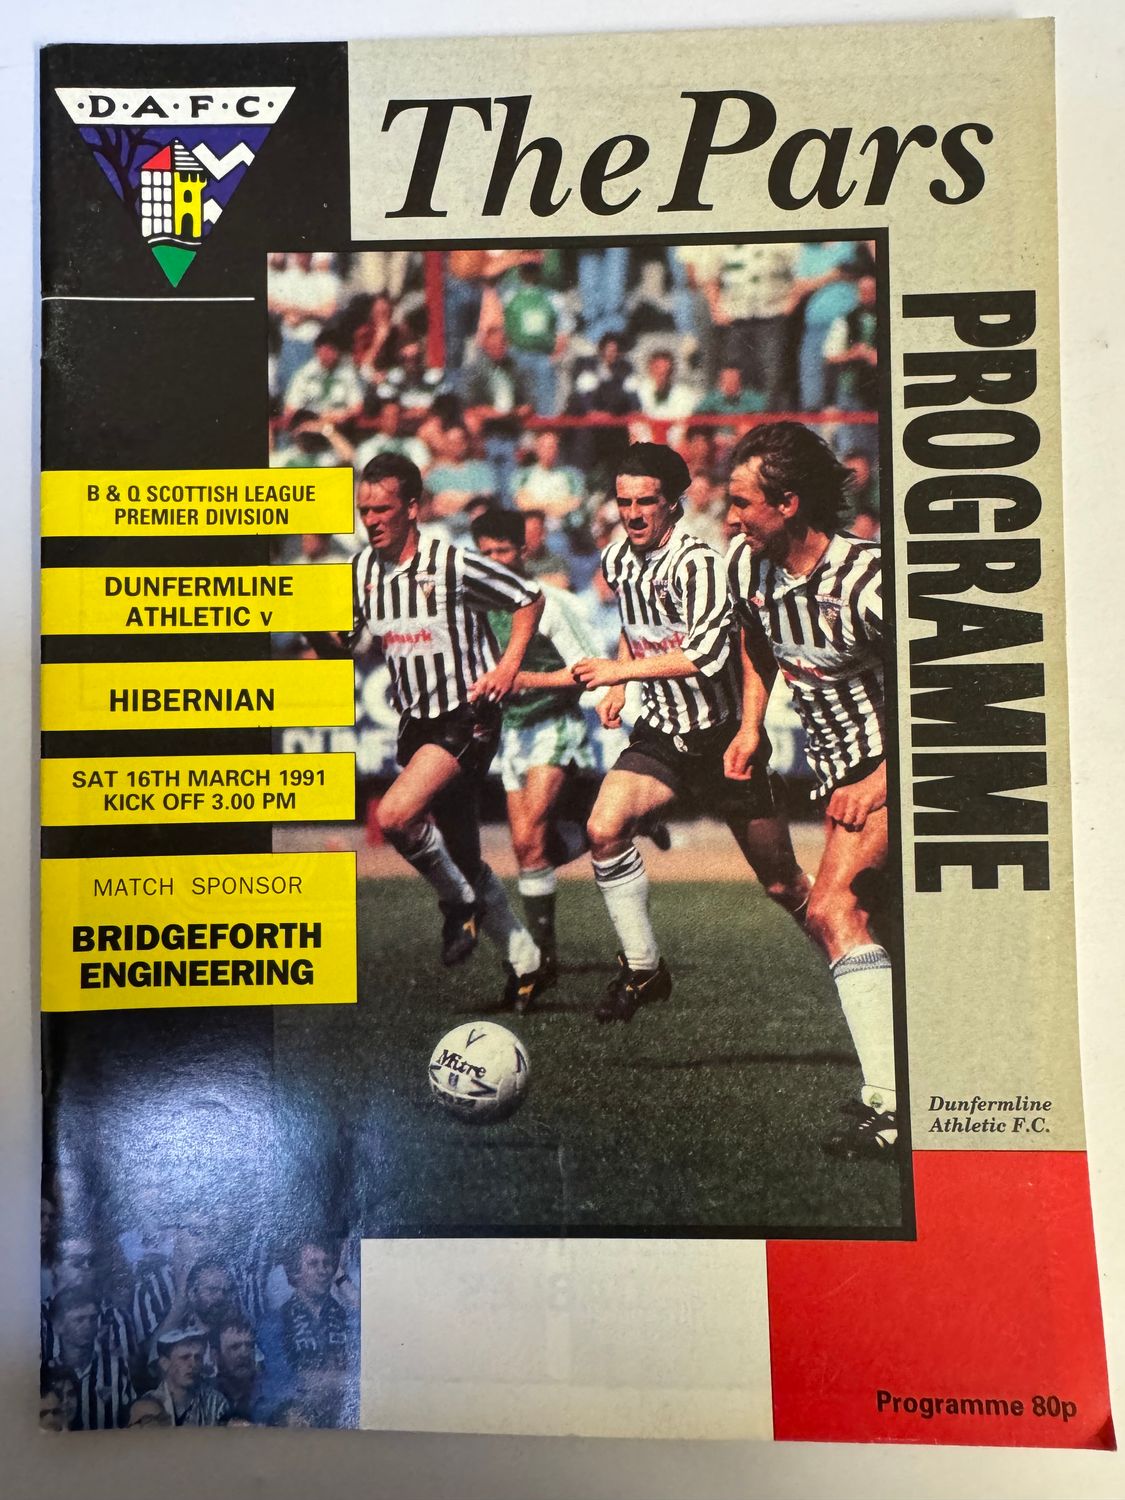 ·D·A·F·C·
The Pars
PROGRAMME
B & Q SCOTTISH LEAGUE
PREMIER DIVISION
DUNFERMLINE
ATHLETIC v
HIBERNIAN
SAT 16TH MARCH 1991
KICK OFF 3.00 PM
MATCH SPONSOR
BRIDGEFORTH
ENGINEERING
Mitre
Dunfermline
Athletic F.C.
Programme 80p